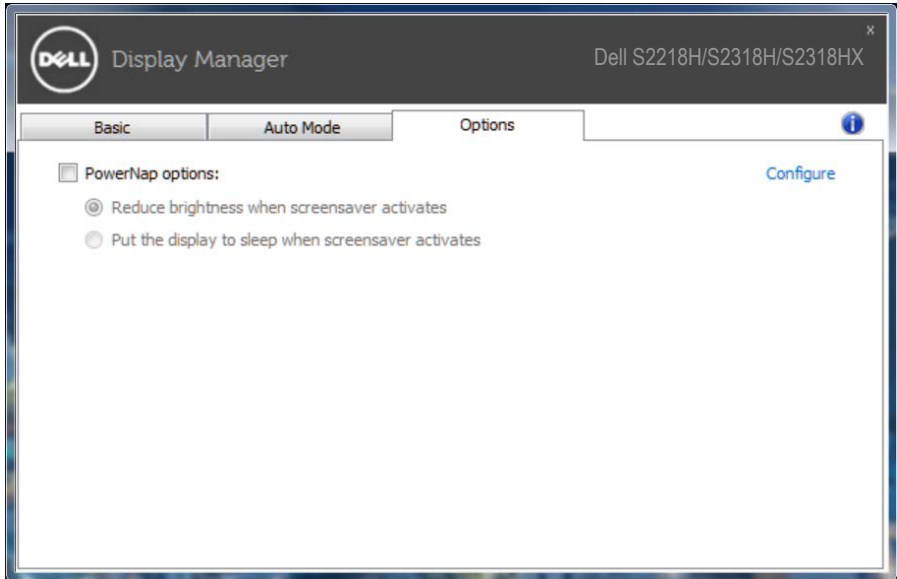 DELL Display Manager
x
Dell S2218H/S2318H/S2318HX
Basic
Auto Mode
Options
i
PowerNap options:
Configure
Reduce brightness when screensaver activates
Put the display to sleep when screensaver activates